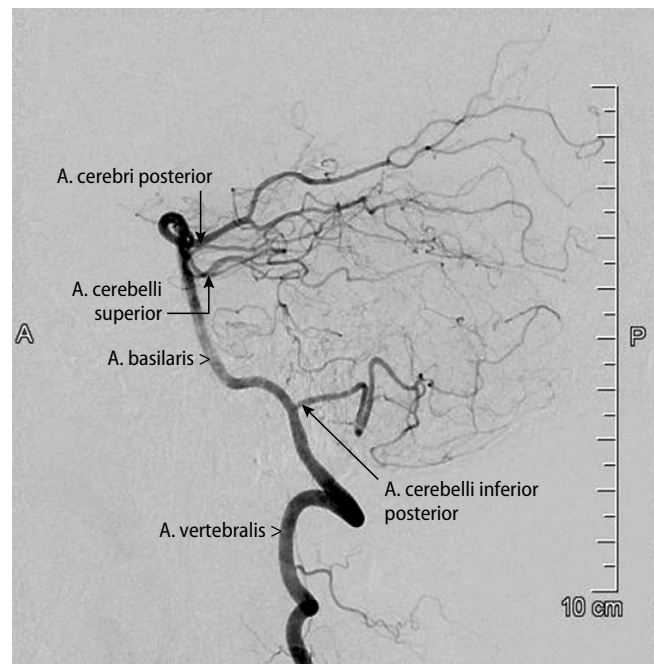 A. cerebri posterior
A. cerebelli
superior
A
P
A. basilaris >
A. cerebelli inferior
posterior
A. vertebralis >
10 cm